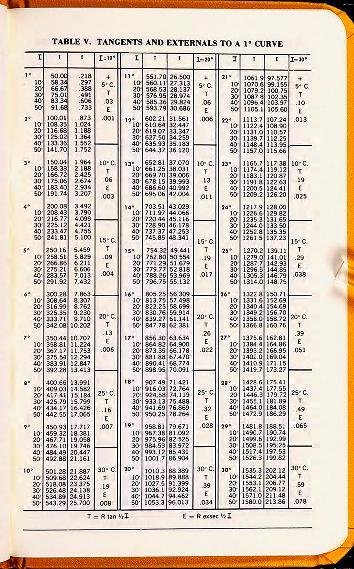 TABLE V. TANGENTS AND EXTERNALS TO A 1° CURVE
I T E I=10° I T E I=20° I T E
1° 50.00 .218 + 11° 551.70 26.500 + 21° 1061.9 97.577 +
10' 58.34 .297 5° C. 10' 560.11 27.313 5° C. 10' 1070.6 99.155 5° C.
20' 66.67 .388 T 20' 568.53 28.137 T 20' 1079.2 100.75 T
30' 75.01 .491 .03 30' 576.95 28.974 .06 30' 1087.8 102.35 .10
40' 83.34 .606 E 40' 585.36 29.824 E 40' 1096.4 103.97 E
50' 91.68 .733 50' 593.79 30.686 50' 1105.1 105.60
2° 100.01 .873 .001 12° 602.21 31.561 .006 22° 1113.7 107.24 .013
10' 108.35 1.024 10' 610.64 32.447 10' 1122.4 108.90
20' 116.68 1.188 20' 619.07 33.347 20' 1131.0 110.57
30' 125.02 1.364 30' 627.50 34.259 30' 1139.7 112.25
40' 133.35 1.552 40' 635.93 35.183 40' 1148.4 113.95
50' 141.70 1.752 50' 644.37 36.120 50' 1157.0 115.66
3° 150.04 1.964 10° C. 13° 652.81 37.070 10° C. 23° 1165.7 117.38 10° C.
10' 158.38 2.188 T 10' 661.25 38.031 T 10' 1174.4 119.12 T
20' 166.72 2.425 .06 20' 669.70 39.006 .13 20' 1183.1 120.87 .19
30' 175.06 2.674 E 30' 678.15 39.993 E 30' 1191.8 122.63 E
40' 183.40 2.934 .003 40' 686.60 40.992 .011 40' 1200.5 124.41 .025
50' 191.74 3.207 50' 695.06 42.004 50' 1209.2 126.20
4° 200.08 3.492 14° 703.51 43.029 24° 1217.9 128.00
10' 208.43 3.790 10' 711.97 44.066 10' 1226.6 129.82
20' 216.77 4.099 20' 720.44 45.116 20' 1235.3 131.65
30' 225.12 4.421 30' 728.90 46.178 30' 1244.0 133.50
40' 233.47 4.755 40' 737.37 47.253 40' 1252.8 135.35
50' 241.81 5.100 15° C. 50' 745.85 48.341 15° C. 50' 1261.5 137.23 15° C.
5° 250.16 5.459 T 15° 754.32 49.441 T 25° 1270.2 139.11 T
10' 258.51 5.829 .09 10' 762.80 50.554 .19 10' 1279.0 141.01 .29
20' 266.86 6.211 E 20' 771.29 51.679 E 20' 1287.7 142.93 E
30' 275.21 6.606 .004 30' 779.77 52.818 .017 30' 1296.5 144.85 .038
40' 283.57 7.013 40' 788.26 53.969 40' 1305.3 146.79
50' 291.92 7.432 50' 796.75 55.132 50' 1314.0 148.75
6° 300.28 7.863 16° 805.25 56.309 26° 1322.8 150.71
10' 308.64 8.307 10' 813.75 57.498 10' 1331.6 152.69
20' 316.99 8.762 20' 822.25 58.699 20' 1340.4 154.69
30' 325.35 9.230 30' 830.76 59.914 30' 1349.2 156.70
40' 333.71 9.710 20° C. 40' 839.27 61.141 20° C. 40' 1358.0 158.72 20° C.
50' 342.08 10.202 T 50' 847.78 62.381 T 50' 1366.8 160.76 T
7° 350.44 10.707 .13 17° 856.30 63.634 .26 27° 1375.6 162.81 .39
10' 358.81 11.224 E 10' 864.82 64.900 E 10' 1384.4 164.86 E
20' 367.17 11.753 .006 20' 873.35 66.178 .022 20' 1393.2 166.95 .051
30' 375.54 12.294 30' 881.88 67.470 30' 1402.0 169.04
40' 383.91 12.847 40' 890.41 68.774 40' 1410.9 171.15
50' 392.28 13.413 50' 898.95 70.091 50' 1419.7 173.27
8° 400.66 13.991 18° 907.49 71.421 28° 1428.6 175.41
10' 409.03 14.582 25° C. 10' 916.03 72.764 25° C. 10' 1437.4 177.55 25° C.
20' 417.41 15.184 T 20' 924.58 74.119 T 20' 1446.3 179.72 T
30' 425.79 15.799 .16 30' 933.13 75.488 .32 30' 1455.1 181.89 .49
40' 434.17 16.426 E 40' 941.69 76.869 E 40' 1464.0 184.08 E
50' 442.55 17.065 50' 950.25 78.264 50' 1472.9 186.29
9° 450.93 17.717 .007 19° 958.81 79.671 .028 29° 1481.8 188.51 .065
10' 459.32 18.381 10' 967.38 81.092 10' 1490.7 190.74
20' 467.71 19.058 20' 975.96 82.525 20' 1499.6 192.99
30' 476.10 19.746 30' 984.53 83.972 30' 1508.5 195.25
40' 484.49 20.447 40' 993.12 85.431 40' 1517.4 197.53
50' 492.88 21.161 50' 1001.7 86.904 50' 1526.3 199.82
10° 501.28 21.887 30° C. 20° 1010.3 88.389 30° C. 30° 1535.3 202.12 30° C.
10' 509.68 22.624 T 10' 1018.9 89.888 T 10' 1544.2 204.44 T
20' 518.08 23.375 .19 20' 1027.5 91.399 .39 20' 1553.1 206.77 .59
30' 526.48 24.138 E 30' 1036.1 92.924 E 30' 1562.1 209.12 E
40' 534.89 24.913 .008 40' 1044.7 94.462 .034 40' 1571.0 211.48 .078
50' 543.29 25.700 50' 1053.3 96.013 50' 1580.0 213.86
T = R tan ½ I E = R exsec ½ I